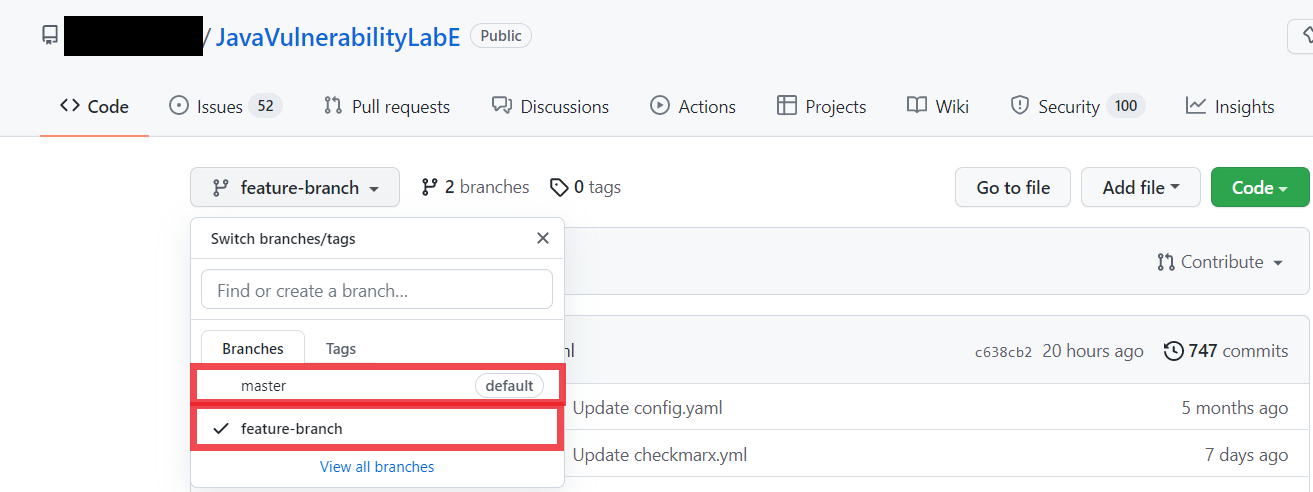 / JavaVulnerabilityLabE Public
Code Issues 52 Pull requests Discussions Actions Projects Wiki Security 100 Insights
feature-branch 2 branches 0 tags Go to file Add file Code
Switch branches/tags
Contribute
Find or create a branch...
Branches Tags
c638cb2 20 hours ago 747 commits
master default
Update config.yaml 5 months ago
feature-branch
Update checkmarx.yml 7 days ago
View all branches